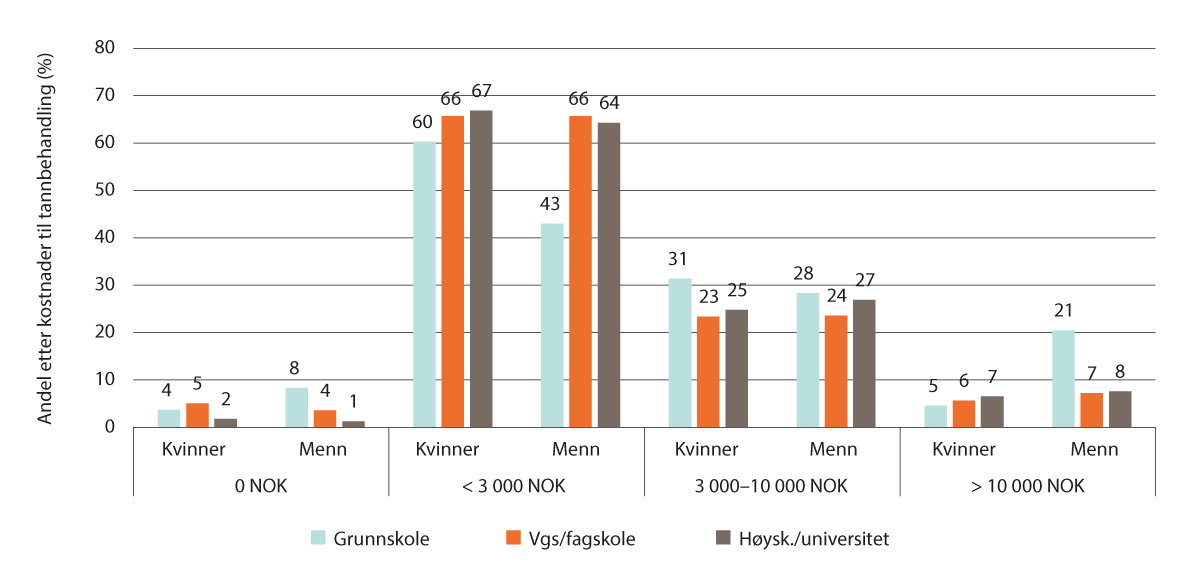 Andel etter kostnader til tannbehandling (%)
80
70
60
50
40
30
20
10
0
4 5 2 8 4 1
60 66 67 43 66 64
31 23 25 28 24 27
5 6 7 21 7 8
Kvinner Menn Kvinner Menn Kvinner Menn Kvinner Menn
0 NOK < 3 000 NOK 3 000–10 000 NOK > 10 000 NOK
Grunnskole Vgs/fagskole Høysk./universitet